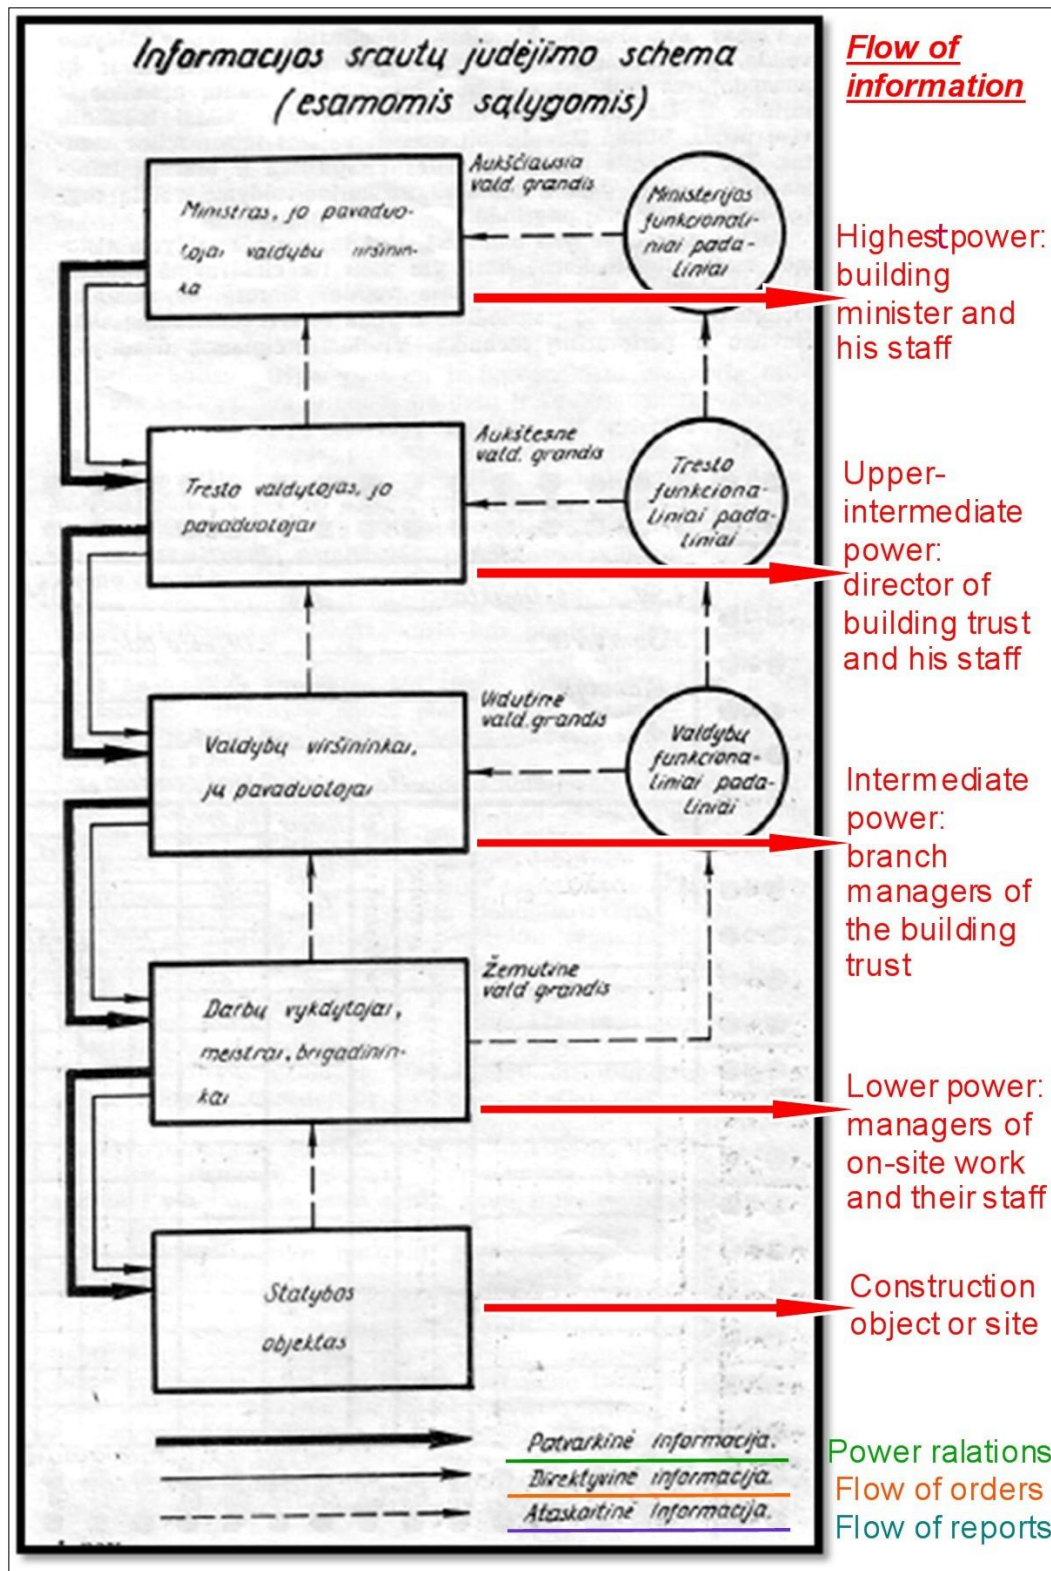 Informacijos srautų judėjimo schema
(esamomis sąlygomis)
Flow of
information
Aukščiausia
vald. grandis
Ministras, jo pavaduo-
tojai valdybų viršinin-
ka
Ministerijos
funkcionali-
niai pada-
liniai
Highest power:
building
minister and
his staff
Aukštesnė
vald. grandis
Tresto valdytojas, jo
pavaduotojai
Tresto
funkciona-
liniai pada-
liniai
Upper-
intermediate
power:
director of
building trust
and his staff
Vidutinė
vald. grandis
Valdybų viršininkai,
jų pavaduotojai
Valdybų
funkciona-
liniai pada-
liniai
Intermediate
power:
branch
managers of
the building
trust
Žemutinė
vald. grandis
Darbų vykdytojai,
meistrai, brigadinin-
kai
Lower power:
managers of
on-site work
and their staff
Statybos
objektas
Construction
object or site
Patvarkinė informacija.
Power ralations
Direktyvinė informacija.
Flow of orders
Ataskaitinė informacija.
Flow of reports